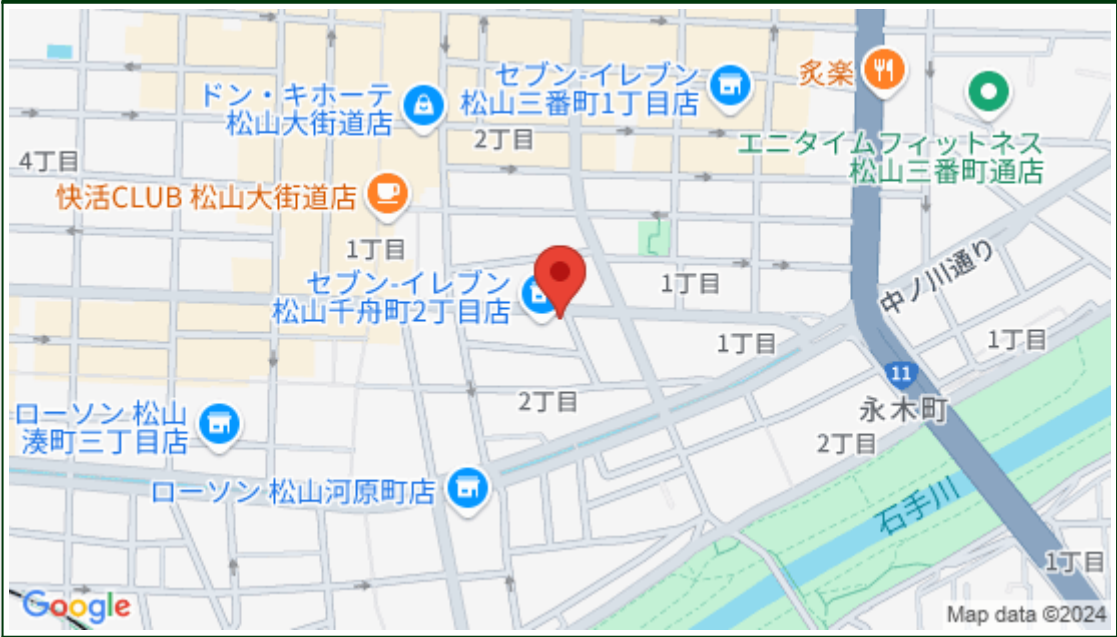 セブン-イレブン
松山三番町1丁目店
炙楽
ドン・キホーテ
松山大街道店
2丁目
エニタイムフィットネス
松山三番町通店
4丁目
快活CLUB 松山大街道店
1丁目
セブン-イレブン
松山千舟町2丁目店
1丁目
中ノ川通り
1丁目
1丁目
11
2丁目
永木町
ローソン 松山
湊町三丁目店
2丁目
ローソン 松山河原町店
石手川
1丁目
Google
Map data ©2024